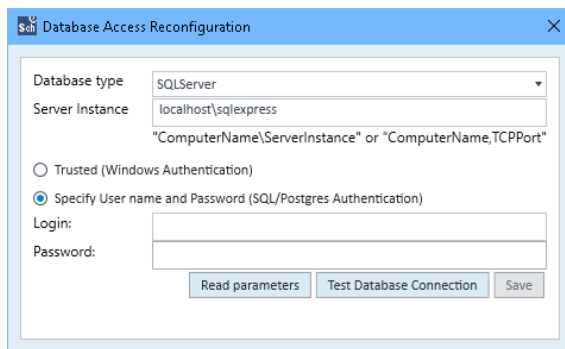 Sch Database Access Reconfiguration
Database type SQLServer
Server Instance localhost\sqlexpress
"ComputerName\ServerInstance" or "ComputerName,TCPPort"
Trusted (Windows Authentication)
Specify User name and Password (SQL/Postgres Authentication)
Login:
Password:
Read parameters Test Database Connection Save